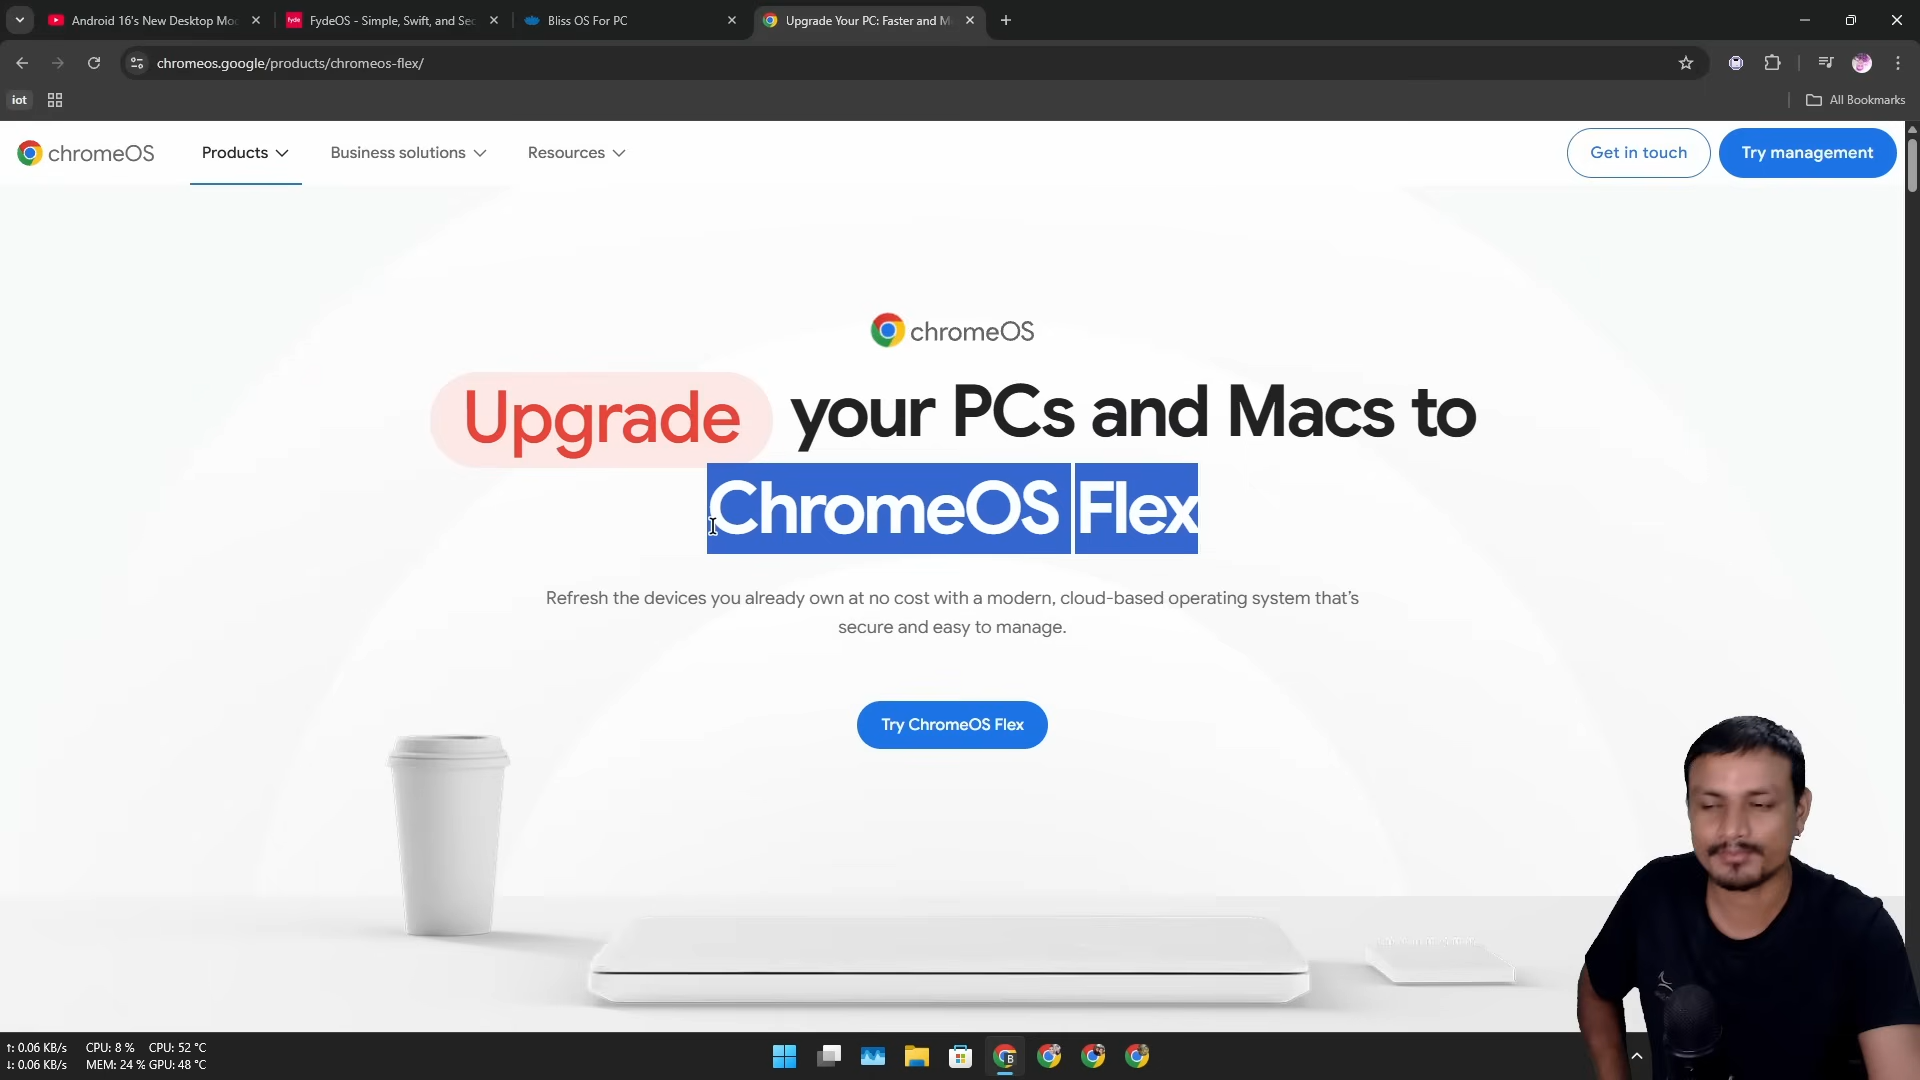 Android 16's New Desktop Mo
FydeOS - Simple, Swift, and Sec
Bliss OS For PC
Upgrade Your PC: Faster and M
chromeos.google/products/chromeos-flex/
iot
All Bookmarks
chromeOS
Products
Business solutions
Resources
Get in touch
Try management
chromeOS
Upgrade your PCs and Macs to
ChromeOS Flex
Refresh the devices you already own at no cost with a modern, cloud-based operating system that's
secure and easy to manage.
Try ChromeOS Flex
↑: 0.06 KB/s CPU: 8 % CPU: 52 °C
↓: 0.06 KB/s MEM: 24 % GPU: 48 °C